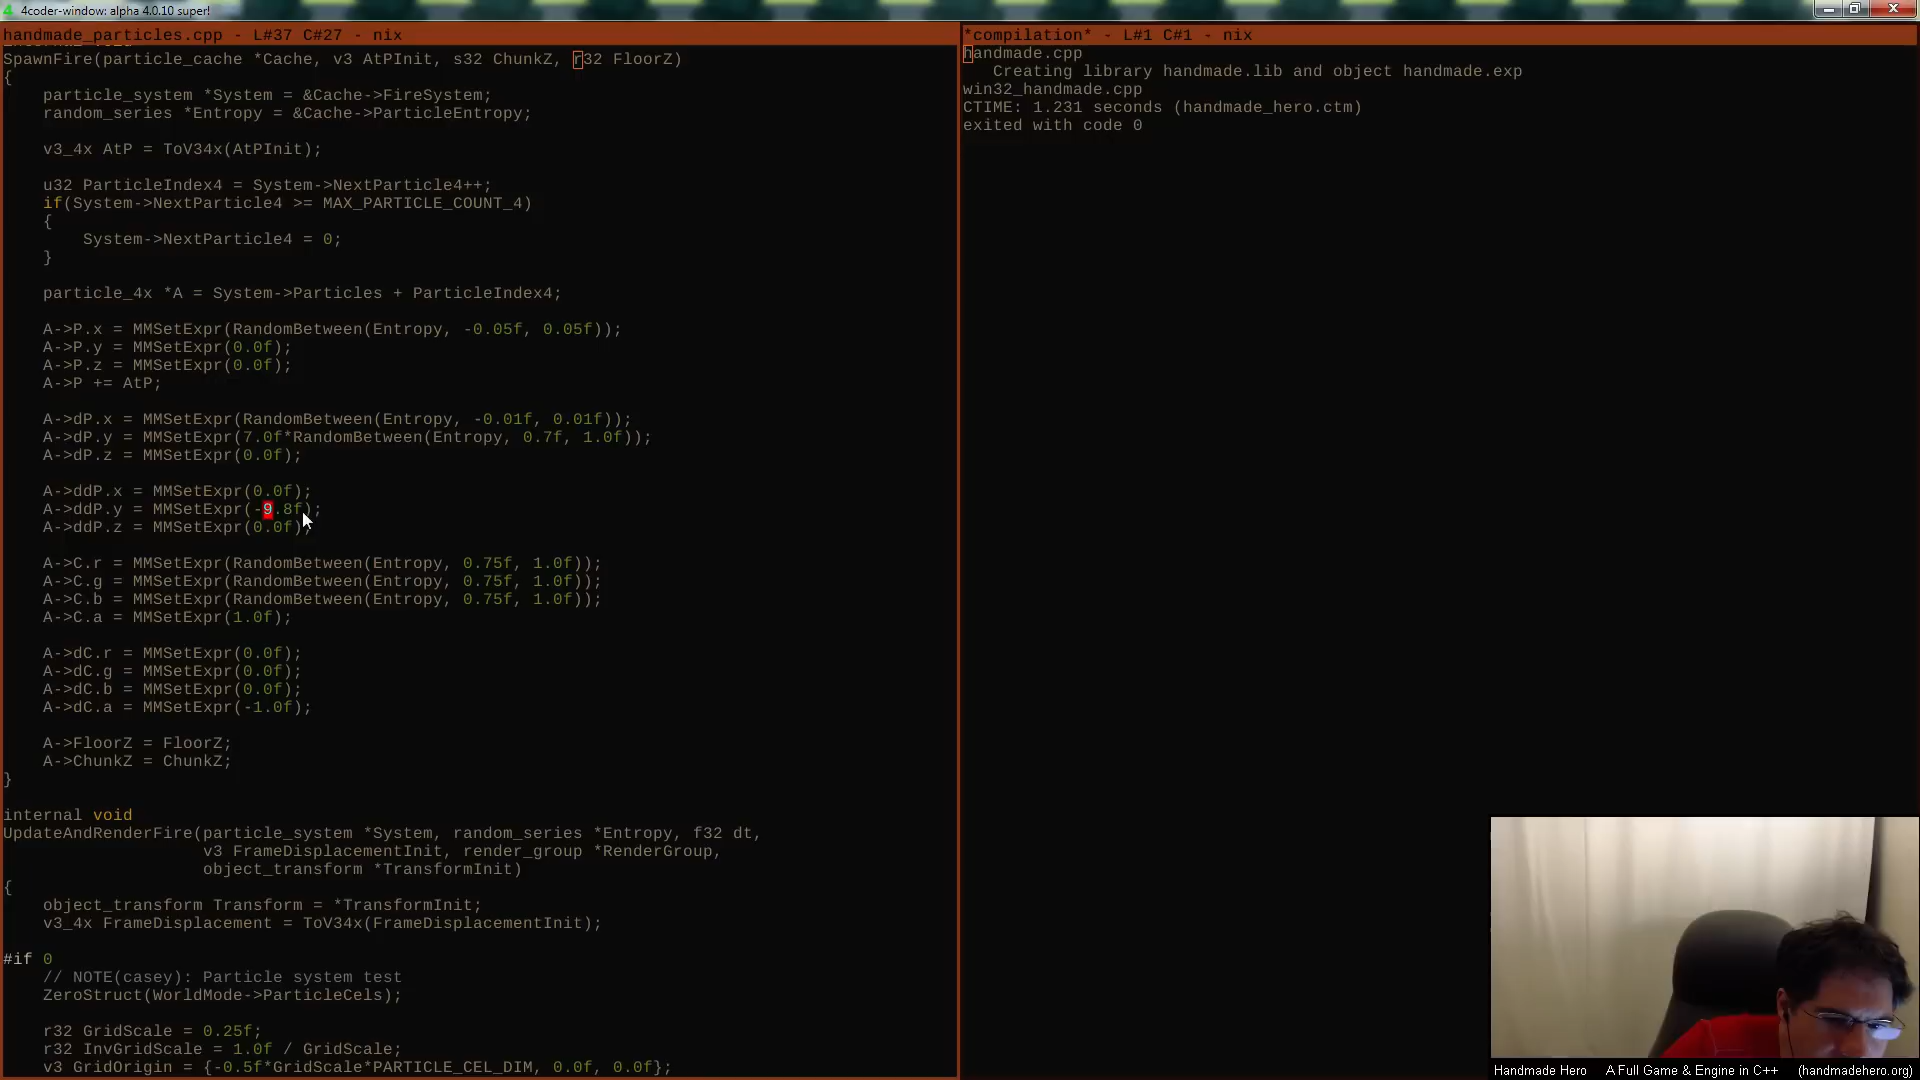 4coder-window: alpha 4.0.10 super!
handmade_particles.cpp - L#37 C#27 - nix
SpawnFire(particle_cache *Cache, v3 AtPInit, s32 ChunkZ, r32 FloorZ)
{
particle_system *System = &Cache->FireSystem;
random_series *Entropy = &Cache->ParticleEntropy;
v3_4x AtP = ToV34x(AtPInit);
u32 ParticleIndex4 = System->NextParticle4++;
if(System->NextParticle4 >= MAX_PARTICLE_COUNT_4)
{
System->NextParticle4 = 0;
}
particle_4x *A = System->Particles + ParticleIndex4;
A->P.x = MMSetExpr(RandomBetween(Entropy, -0.05f, 0.05f));
A->P.y = MMSetExpr(0.0f);
A->P.z = MMSetExpr(0.0f);
A->P += AtP;
A->dP.x = MMSetExpr(RandomBetween(Entropy, -0.01f, 0.01f));
A->dP.y = MMSetExpr(7.0f*RandomBetween(Entropy, 0.7f, 1.0f));
A->dP.z = MMSetExpr(0.0f);
A->ddP.x = MMSetExpr(0.0f);
A->ddP.y = MMSetExpr(-9.8f);
A->ddP.z = MMSetExpr(0.0f);
A->C.r = MMSetExpr(RandomBetween(Entropy, 0.75f, 1.0f));
A->C.g = MMSetExpr(RandomBetween(Entropy, 0.75f, 1.0f));
A->C.b = MMSetExpr(RandomBetween(Entropy, 0.75f, 1.0f));
A->C.a = MMSetExpr(1.0f);
A->dC.r = MMSetExpr(0.0f);
A->dC.g = MMSetExpr(0.0f);
A->dC.b = MMSetExpr(0.0f);
A->dC.a = MMSetExpr(-1.0f);
A->FloorZ = FloorZ;
A->ChunkZ = ChunkZ;
}
internal void
UpdateAndRenderFire(particle_system *System, random_series *Entropy, f32 dt,
v3 FrameDisplacementInit, render_group *RenderGroup,
object_transform *TransformInit)
{
object_transform Transform = *TransformInit;
v3_4x FrameDisplacement = ToV34x(FrameDisplacementInit);
#if 0
// NOTE(casey): Particle system test
ZeroStruct(WorldMode->ParticleCels);
r32 GridScale = 0.25f;
r32 InvGridScale = 1.0f / GridScale;
v3 GridOrigin = {-0.5f*GridScale*PARTICLE_CEL_DIM, 0.0f, 0.0f};
*compilation* - L#1 C#1 - nix
handmade.cpp
Creating library handmade.lib and object handmade.exp
win32_handmade.cpp
CTIME: 1.231 seconds (handmade_hero.ctm)
exited with code 0
Handmade Hero A Full Game & Engine in C++ (handmadehero.org)